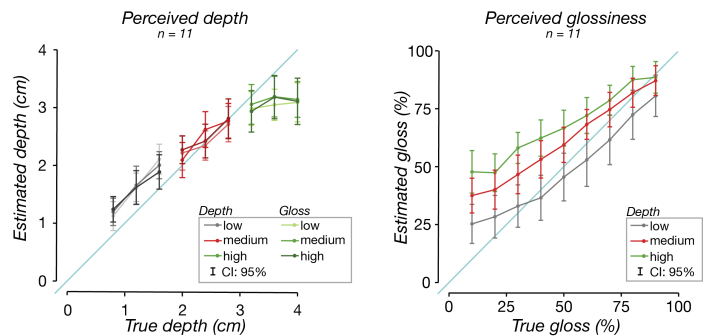 Perceived depth
n = 11
4
3
2
1
0
Estimated depth (cm)
0
1
2
3
4
True depth (cm)
Depth
low
medium
high
CI: 95%
Gloss
low
medium
high
Perceived glossiness
n = 11
100
75
50
25
0
Estimated gloss (%)
0
25
50
75
100
True gloss (%)
Depth
low
medium
high
CI: 95%